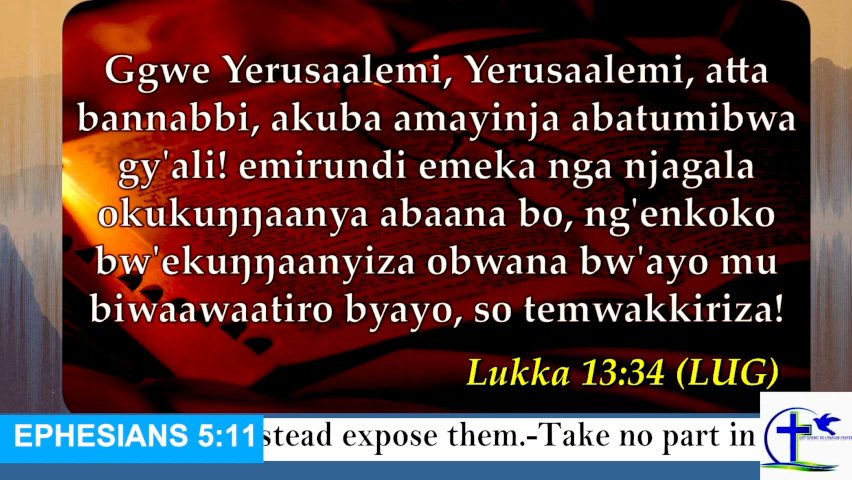 Ggwe Yerusaalemi, Yerusaalemi, atta
bannabbi, akuba amayinja abatumibwa
gy'ali! emirundi emeka nga njagala
okukuŋŋaanya abaana bo, ng'enkoko
bw'ekuŋŋaanyiza obwana bw'ayo mu
biwaawaatiro byayo, so temwakkiriza!
Lukka 13:34 (LUG)
EPHESIANS 5:11
stead expose them.-Take no part in